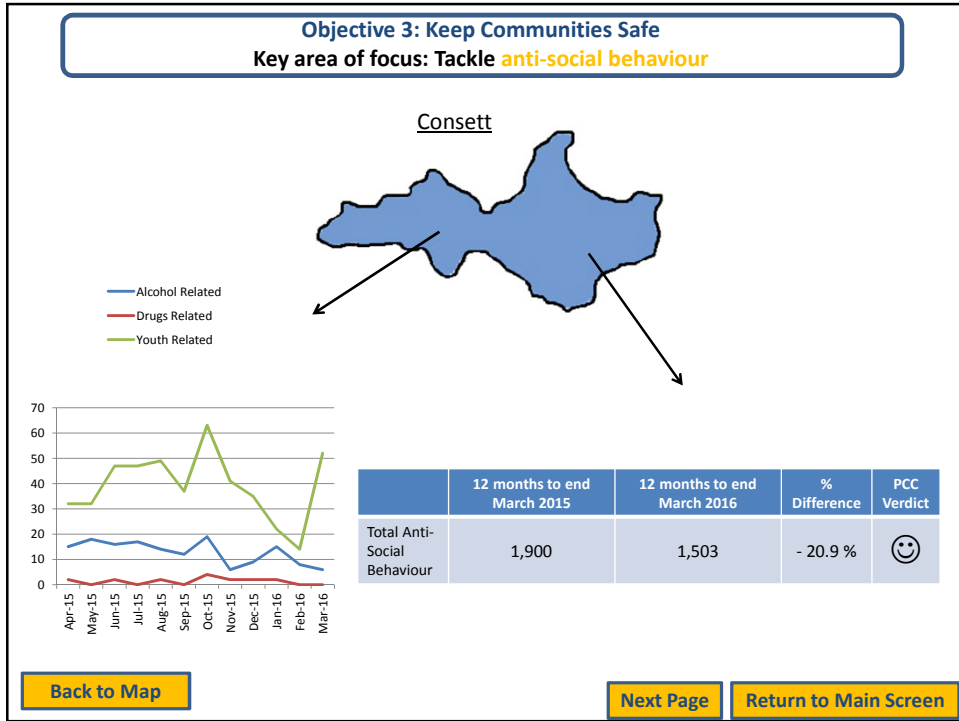 Objective 3: Keep Communities Safe
Key area of focus: Tackle anti-social behaviour
Consett
Alcohol Related
Drugs Related
Youth Related
70
60
50
40
30
20
10
0
Apr-15
May-15
Jun-15
Jul-15
Aug-15
Sep-15
Oct-15
Nov-15
Dec-15
Jan-16
Feb-16
Mar-16
12 months to end
March 2015
12 months to end
March 2016
%
Difference
PCC
Verdict
Total Anti-
Social
Behaviour
1,900
1,503
- 20.9 %
Back to Map
Next Page
Return to Main Screen